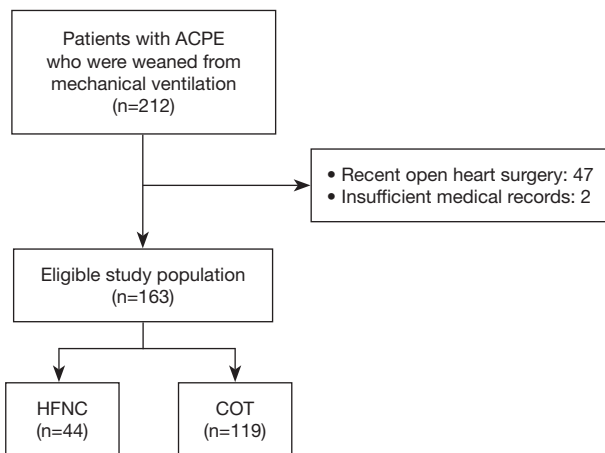 Patients with ACPE
who were weaned from
mechanical ventilation
(n=212)
• Recent open heart surgery: 47
• Insufficient medical records: 2
Eligible study population
(n=163)
HFNC
(n=44)
COT
(n=119)